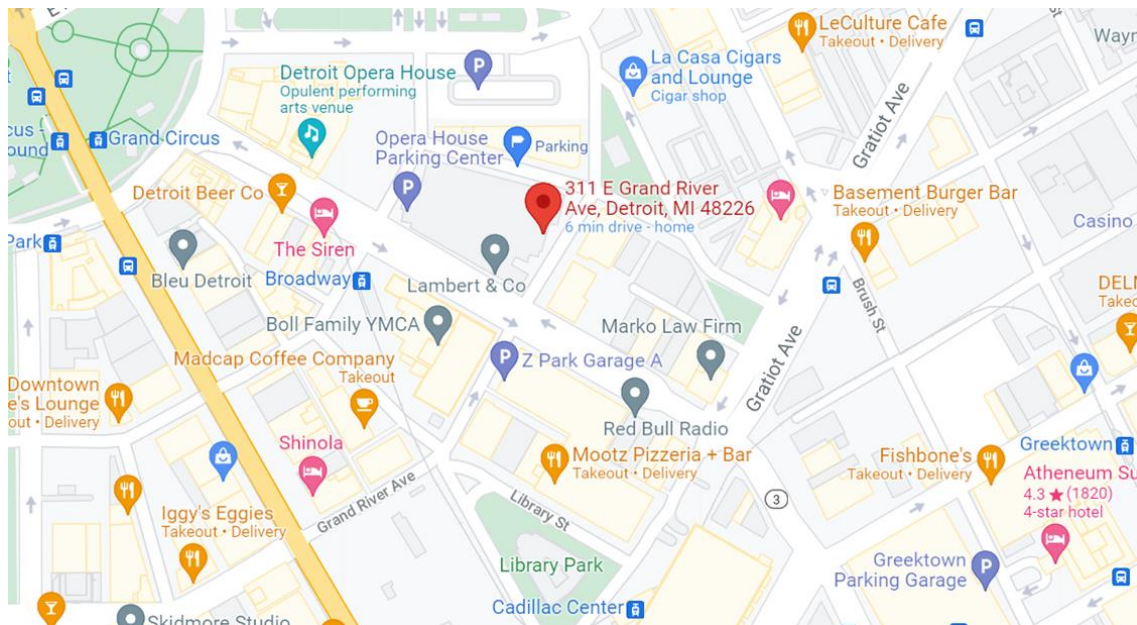 LeCulture Cafe
Takeout • Delivery
Wayn
Detroit Opera House
Opulent performing
arts venue
P
La Casa Cigars
and Lounge
Cigar shop
Gratiot Ave
cus -
ound
Grand Circus
Opera House
Parking Center
P
Parking
Detroit Beer Co
311 E Grand River
Ave, Detroit, MI 48226
6 min drive - home
Basement Burger Bar
Takeout • Delivery
Casino
Park
The Siren
Bleu Detroit
Broadway
Lambert & Co
Brush St
DELM
Takeo
Boll Family YMCA
Marko Law Firm
Madcap Coffee Company
Takeout
P
Z Park Garage A
Gratiot Ave
Downtown
e's Lounge
out • Delivery
Red Bull Radio
Shinola
Mootz Pizzeria + Bar
Takeout • Delivery
Fishbone's
Takeout • Delivery
Greektown
Atheneum Su
4.3 ★ (1820)
4-star hotel
3
Grand River Ave
Library St
Iggy's Eggies
Takeout • Delivery
Library Park
Greektown
Parking Garage
P
Cadillac Center
Skidmore Studio